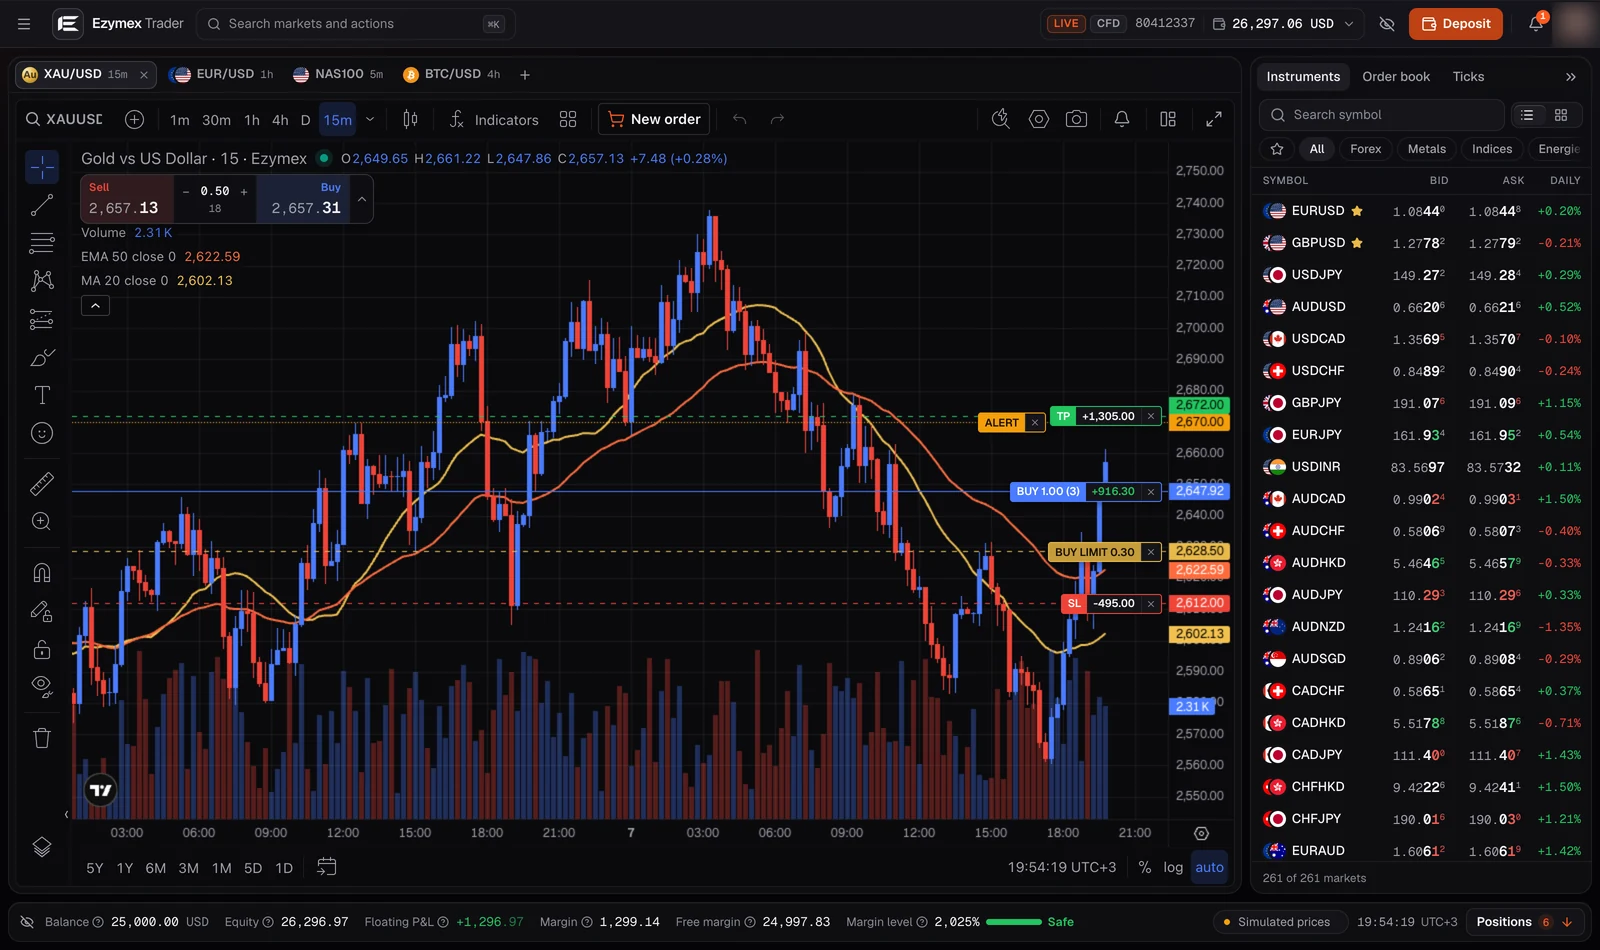 Ezymex Trader
Search markets and actions
⌘K
LIVE CFD 80412337 26,297.06 USD
Deposit
1
Au XAU/USD 15m ×
EUR/USD 1h
NAS100 5m
BTC/USD 4h
+
XAUUSD
1m 30m 1h 4h D 15m
Indicators
New order
Gold vs US Dollar · 15 · Ezymex O2,649.65 H2,661.22 L2,647.86 C2,657.13 +7.48 (+0.28%)
Sell
2,657.13
− 0.50 +
18
Buy
2,657.31
Volume 2.31K
EMA 50 close 0 2,622.59
MA 20 close 0 2,602.13
2,750.00
2,740.00
2,730.00
2,720.00
2,710.00
2,700.00
2,690.00
2,680.00
2,672.00
2,670.00
2,660.00
2,647.92
2,640.00
2,628.50
2,622.59
2,612.00
2,602.13
2,590.00
2.31K
2,570.00
2,560.00
2,550.00
TP +1,305.00 ×
ALERT ×
BUY 1.00 (3) +916.30 ×
BUY LIMIT 0.30 ×
SL -495.00 ×
03:00 06:00 09:00 12:00 15:00 18:00 21:00 7 03:00 06:00 09:00 12:00 15:00 18:00 21:00
5Y 1Y 6M 3M 1M 5D 1D
19:54:19 UTC+3 % log auto
Instruments Order book Ticks
Search symbol
All Forex Metals Indices Energie
SYMBOL BID ASK DAILY
EURUSD 1.08440 1.08448 +0.20%
GBPUSD 1.27782 1.27792 -0.21%
USDJPY 149.272 149.284 +0.29%
AUDUSD 0.66206 0.66216 +0.52%
USDCAD 1.35695 1.35707 -0.10%
USDCHF 0.84892 0.84904 -0.24%
GBPJPY 191.076 191.096 +1.15%
EURJPY 161.934 161.952 +0.54%
USDINR 83.5697 83.5732 +0.11%
AUDCAD 0.99024 0.99031 +1.50%
AUDCHF 0.58069 0.58073 -0.40%
AUDHKD 5.46465 5.46579 -0.33%
AUDJPY 110.293 110.296 +0.33%
AUDNZD 1.24162 1.24169 -1.35%
AUDSGD 0.89062 0.89084 -0.29%
CADCHF 0.58651 0.58654 +0.37%
CADHKD 5.51788 5.51876 -0.71%
CADJPY 111.400 111.407 +1.43%
CHFHKD 9.42226 9.42411 +1.50%
CHFJPY 190.016 190.030 +1.21%
EURAUD 1.60612 1.60619 +1.42%
261 of 261 markets
Balance 25,000.00 USD Equity 26,296.97 Floating P&L +1,296.97 Margin 1,299.14 Free margin 24,997.83 Margin level 2,025% Safe
Simulated prices 19:54:19 UTC+3 Positions 6